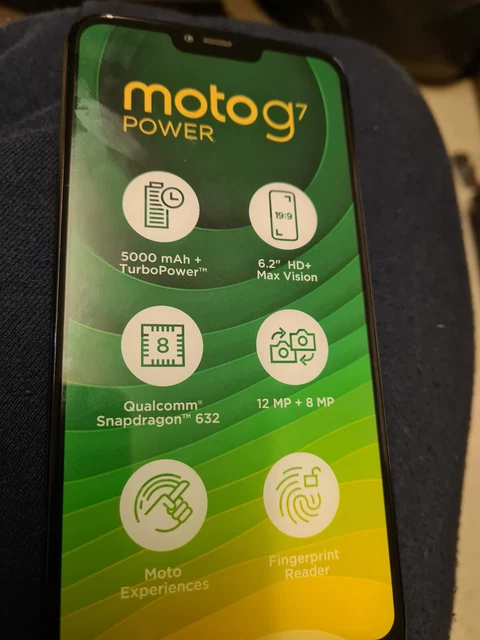 moto g7
POWER
19:9
5000 mAh +
TurboPower™
6.2" HD+
Max Vision
8
Qualcomm®
Snapdragon™ 632
12 MP + 8 MP
Moto
Experiences
Fingerprint
Reader